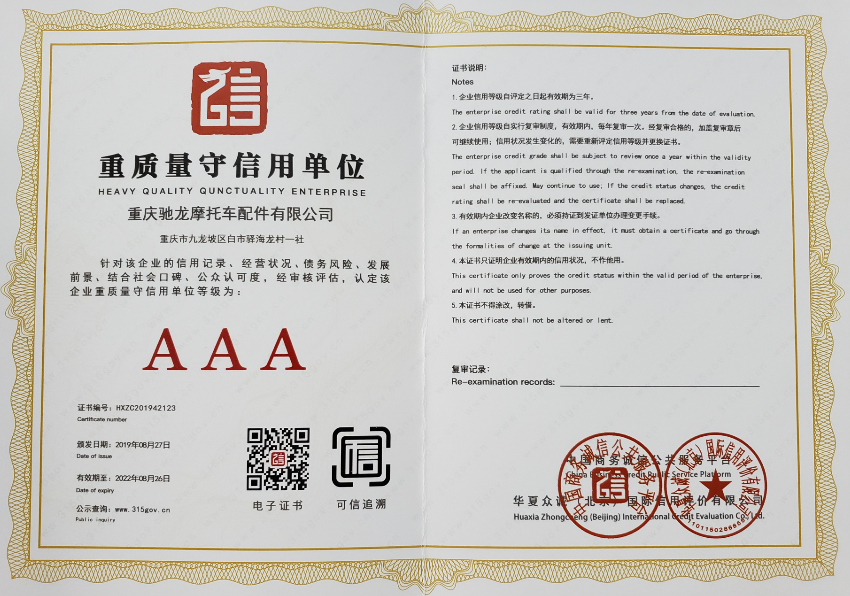 重质量守信用单位
HEAVY QUALITY QUNCTUALITY ENTERPRISE
重庆驰龙摩托车配件有限公司
重庆市九龙坡区白市驿海龙村一社
针对该企业的信用记录、经营状况、债务风险、发展
前景、结合社会口碑、公众认可度，经审核评估，认定该
企业重质量守信用单位等级为：
AAA
证书编号：HXZC201942123
Certificate number
颁发日期：2019年08月27日
Date of issue
有效期至：2022年08月26日
Date of expiry
公示查询：www.315gov.cn
Public inquiry
电子证书
可信追溯
证书说明：
Notes
1.企业信用等级自评定之日起有效期为三年。
The enterprise credit rating shall be valid for three years from the date of evaluation.
2.企业信用等级自实行复审制度，有效期内，每年复审一次。经复审合格的，加盖复审章后
可继续使用；信用状况发生变化的，需要重新评定信用等级并更换证书。
The enterprise credit grade shall be subject to review once a year within the validity
period. If the applicant is qualified through the re-examination, the re-examination
seal shall be affixed. May continue to use; If the credit status changes, the credit
rating shall be re-evaluated and the certificate shall be replaced.
3.有效期内企业改变名称的，必须持证到发证单位办理变更手续。
If an enterprise changes its name in effect, it must obtain a certificate and go through
the formalities of change at the issuing unit.
4.本证书只证明企业有效期内的信用状况，不作他用。
This certificate only proves the credit status within the valid period of the enterprise,
and will not be used for other purposes.
5.本证书不得涂改，转借。
This certificate shall not be altered or lent.
复审记录：
Re-examination records:
中国商务诚信公共服务平台
China Business Credit Public Service Platform
华夏众诚（北京）国际信用评价有限公司
Huaxia Zhongcheng (Beijing) International Credit Evaluation Co., Ltd.